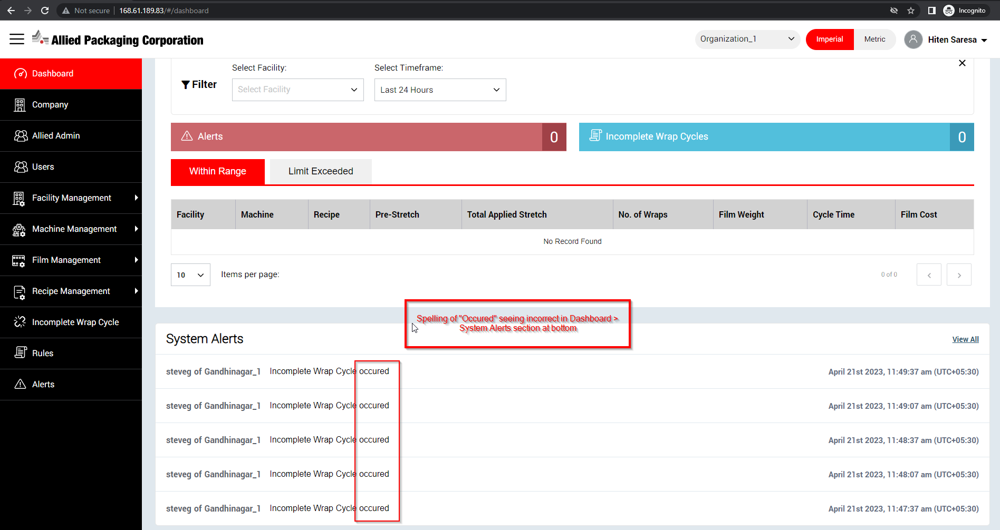 Not secure 168.61.189.83/#/dashboard Incognito
Allied Packaging Corporation Organization_1 Imperial Metric Hiten Saresa
Dashboard
Company
Allied Admin
Users
Facility Management
Machine Management
Film Management
Recipe Management
Incomplete Wrap Cycle
Rules
Alerts
Select Facility: Select Timeframe:
Filter Select Facility Last 24 Hours
Alerts 0 Incomplete Wrap Cycles 0
Within Range Limit Exceeded
Facility Machine Recipe Pre-Stretch Total Applied Stretch No. of Wraps Film Weight Cycle Time Film Cost
No Record Found
10 Items per page: 0 of 0
Spelling of "Occured" seeing incorrect in Dashboard >
System Alerts section at bottom
System Alerts View All
steveg of Gandhinagar_1 Incomplete Wrap Cycle occured April 21st 2023, 11:49:37 am (UTC+05:30)
steveg of Gandhinagar_1 Incomplete Wrap Cycle occured April 21st 2023, 11:49:07 am (UTC+05:30)
steveg of Gandhinagar_1 Incomplete Wrap Cycle occured April 21st 2023, 11:48:37 am (UTC+05:30)
steveg of Gandhinagar_1 Incomplete Wrap Cycle occured April 21st 2023, 11:48:07 am (UTC+05:30)
steveg of Gandhinagar_1 Incomplete Wrap Cycle occured April 21st 2023, 11:47:37 am (UTC+05:30)